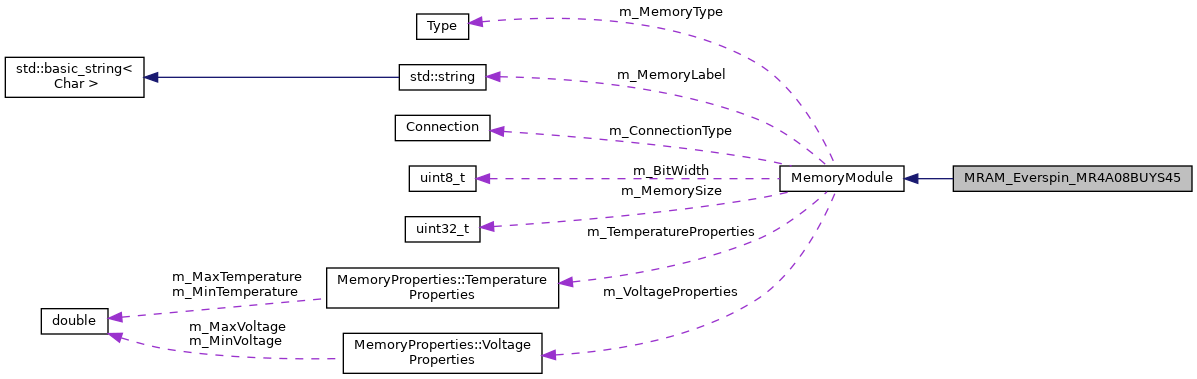 m_MemoryType
Type
std::basic_string<
Char >
std::string
m_MemoryLabel
Connection
m_ConnectionType
uint8_t
m_BitWidth
MemoryModule
MRAM_Everspin_MR4A08BUYS45
m_MemorySize
uint32_t
m_TemperatureProperties
m_MaxTemperature
m_MinTemperature
MemoryProperties::Temperature
Properties
m_VoltageProperties
double
m_MaxVoltage
m_MinVoltage
MemoryProperties::Voltage
Properties